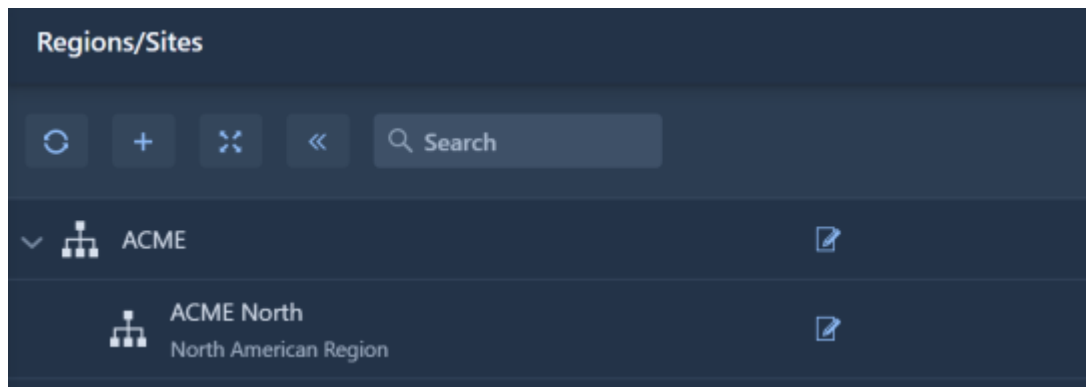 Regions/Sites
Search
ACME
ACME North
North American Region